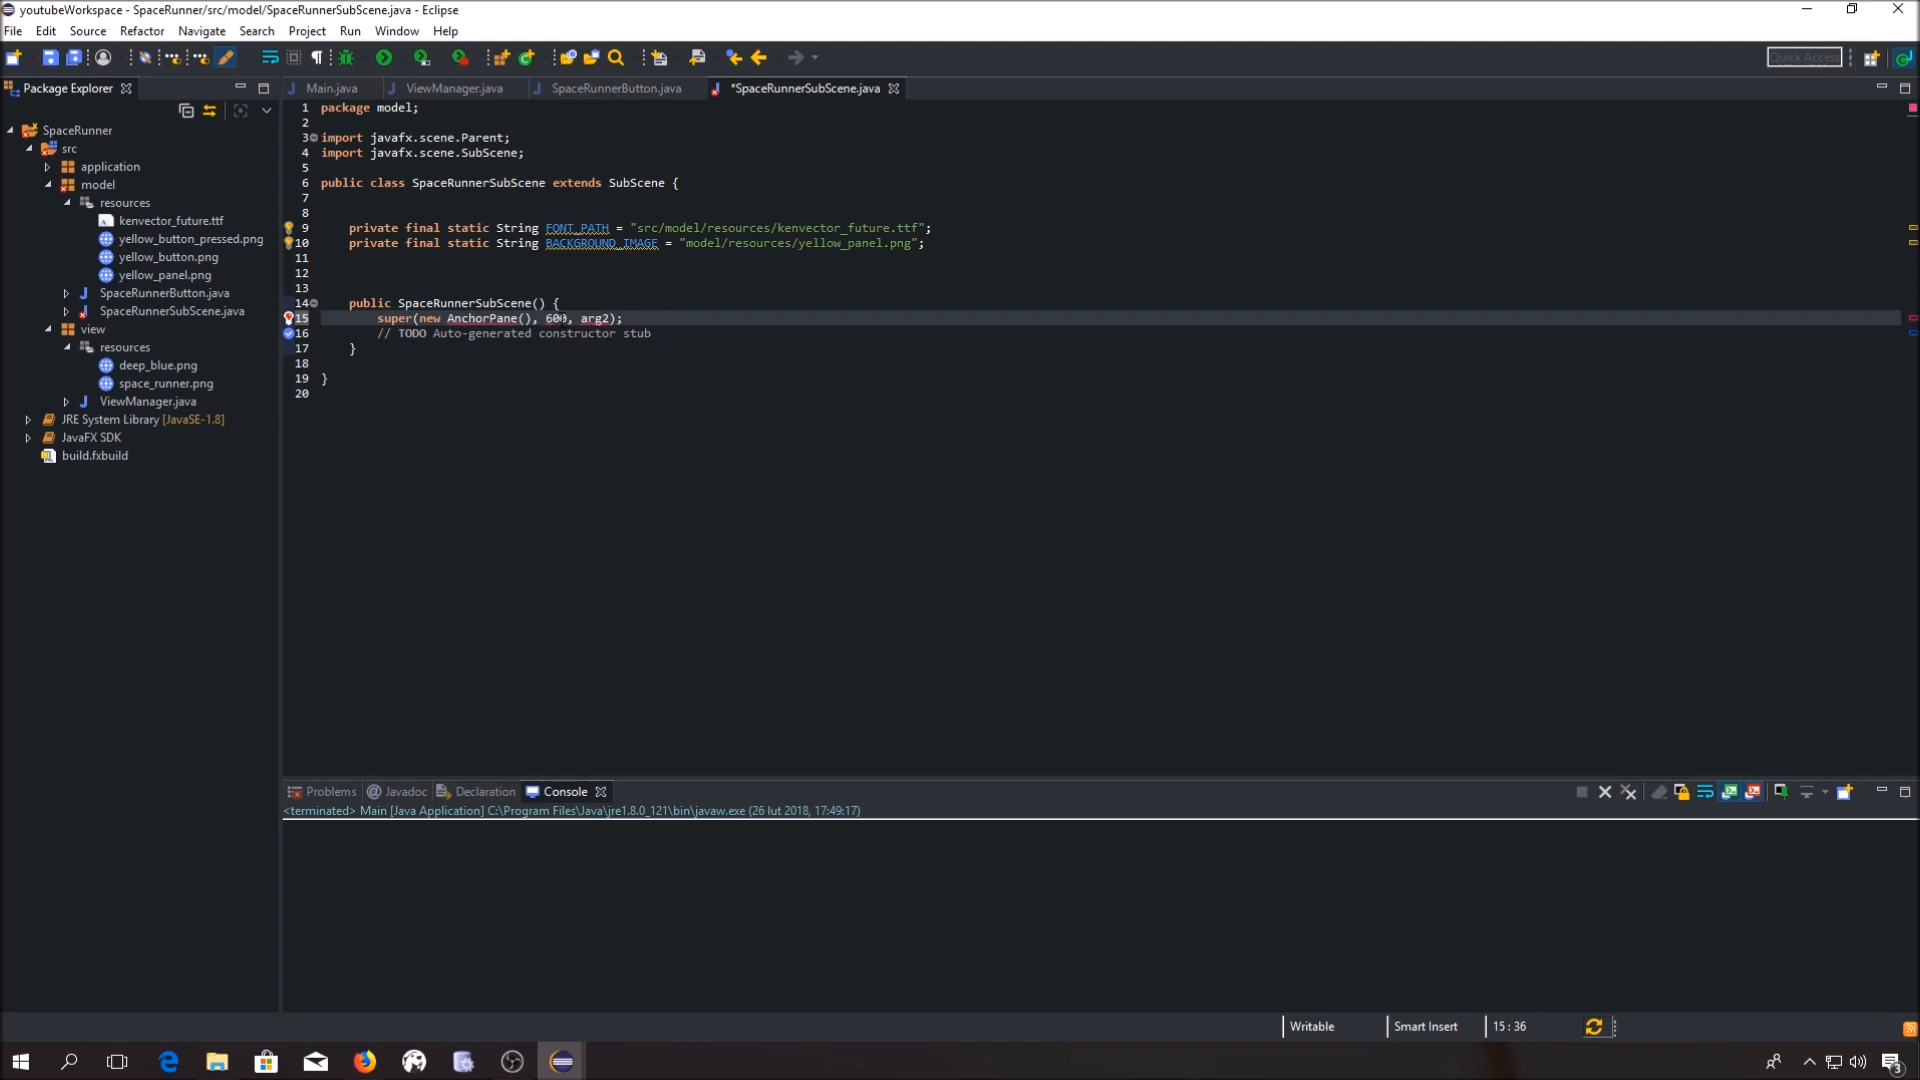 youtubeWorkspace - SpaceRunner/src/model/SpaceRunnerSubScene.java - Eclipse
File Edit Source Refactor Navigate Search Project Run Window Help
Quick Access
Package Explorer
Main.java ViewManager.java SpaceRunnerButton.java *SpaceRunnerSubScene.java
SpaceRunner
src
application
model
resources
kenvector_future.ttf
yellow_button_pressed.png
yellow_button.png
yellow_panel.png
SpaceRunnerButton.java
SpaceRunnerSubScene.java
view
resources
deep_blue.png
space_runner.png
ViewManager.java
JRE System Library [JavaSE-1.8]
JavaFX SDK
build.fxbuild
1 package model;
2
3 import javafx.scene.Parent;
4 import javafx.scene.SubScene;
5
6 public class SpaceRunnerSubScene extends SubScene {
7
8
9 private final static String FONT_PATH = "src/model/resources/kenvector_future.ttf";
10 private final static String BACKGROUND_IMAGE = "model/resources/yellow_panel.png";
11
12
13
14 public SpaceRunnerSubScene() {
15 super(new AnchorPane(), 600, arg2);
16 // TODO Auto-generated constructor stub
17 }
18
19 }
20
Problems Javadoc Declaration Console
<terminated> Main [Java Application] C:\Program Files\Java\jre1.8.0_121\bin\javaw.exe (26 lut 2018, 17:49:17)
Writable Smart Insert 15 : 36
3